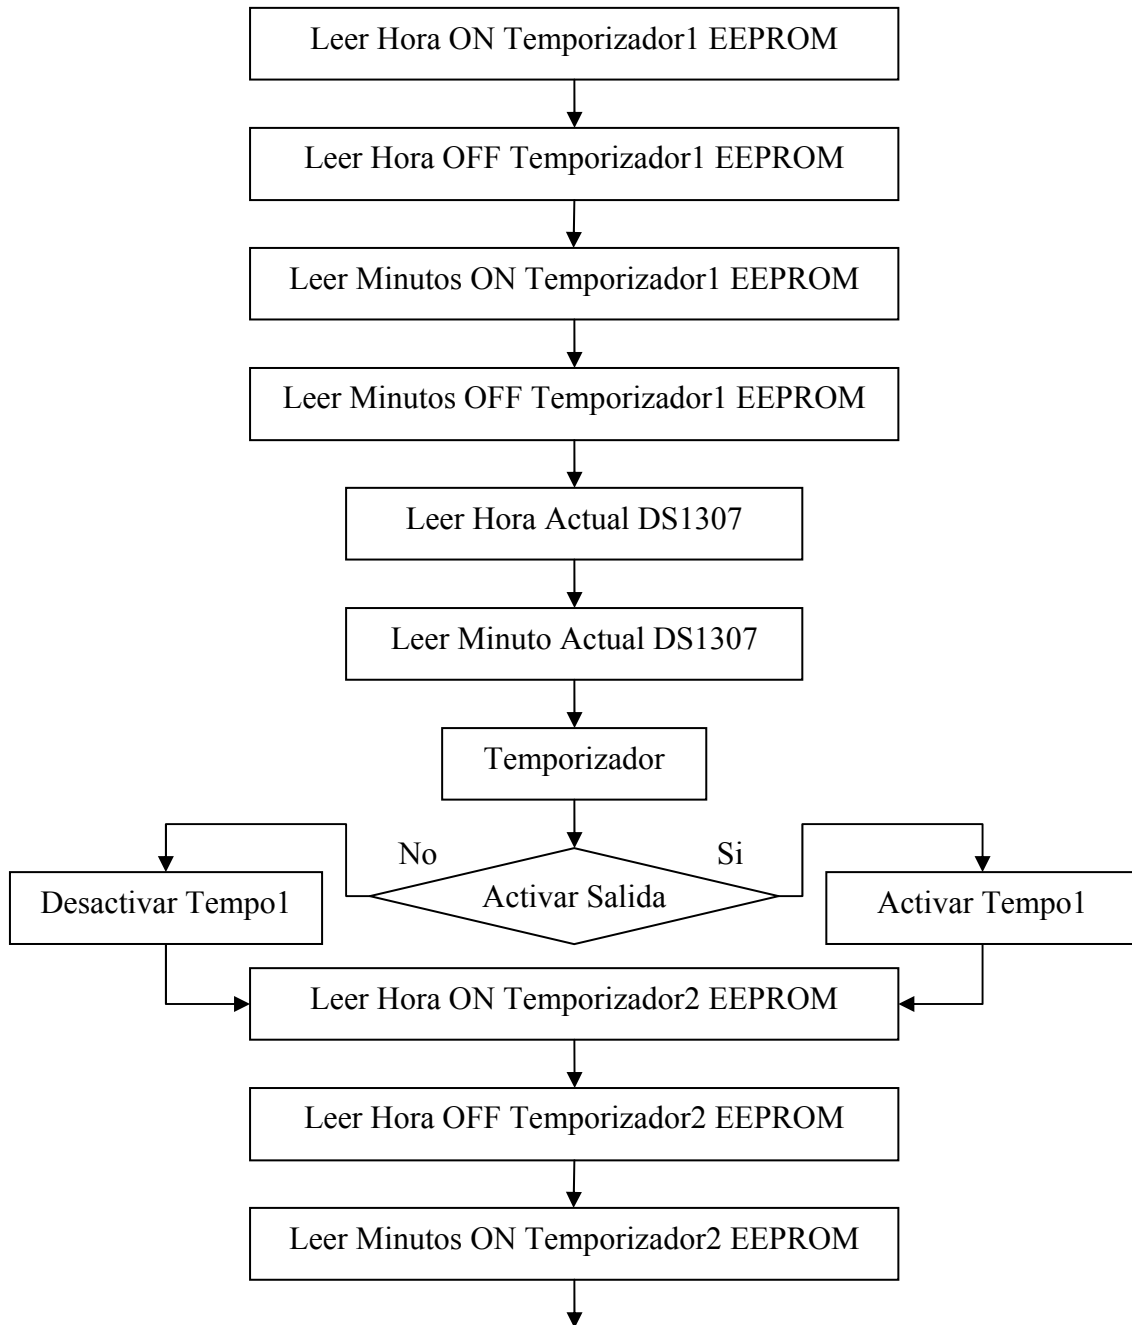 Leer Hora ON Temporizador1 EEPROM
Leer Hora OFF Temporizador1 EEPROM
Leer Minutos ON Temporizador1 EEPROM
Leer Minutos OFF Temporizador1 EEPROM
Leer Hora Actual DS1307
Leer Minuto Actual DS1307
Temporizador
No
Si
Desactivar Tempo1
Activar Salida
Activar Tempo1
Leer Hora ON Temporizador2 EEPROM
Leer Hora OFF Temporizador2 EEPROM
Leer Minutos ON Temporizador2 EEPROM